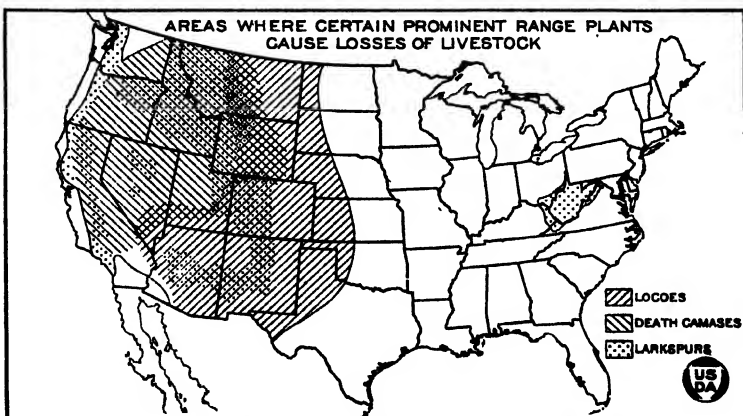 AREAS WHERE CERTAIN PROMINENT RANGE PLANTS
CAUSE LOSSES OF LIVESTOCK
LOCOES
DEATH CAMASES
LARKSPURS
US
DA